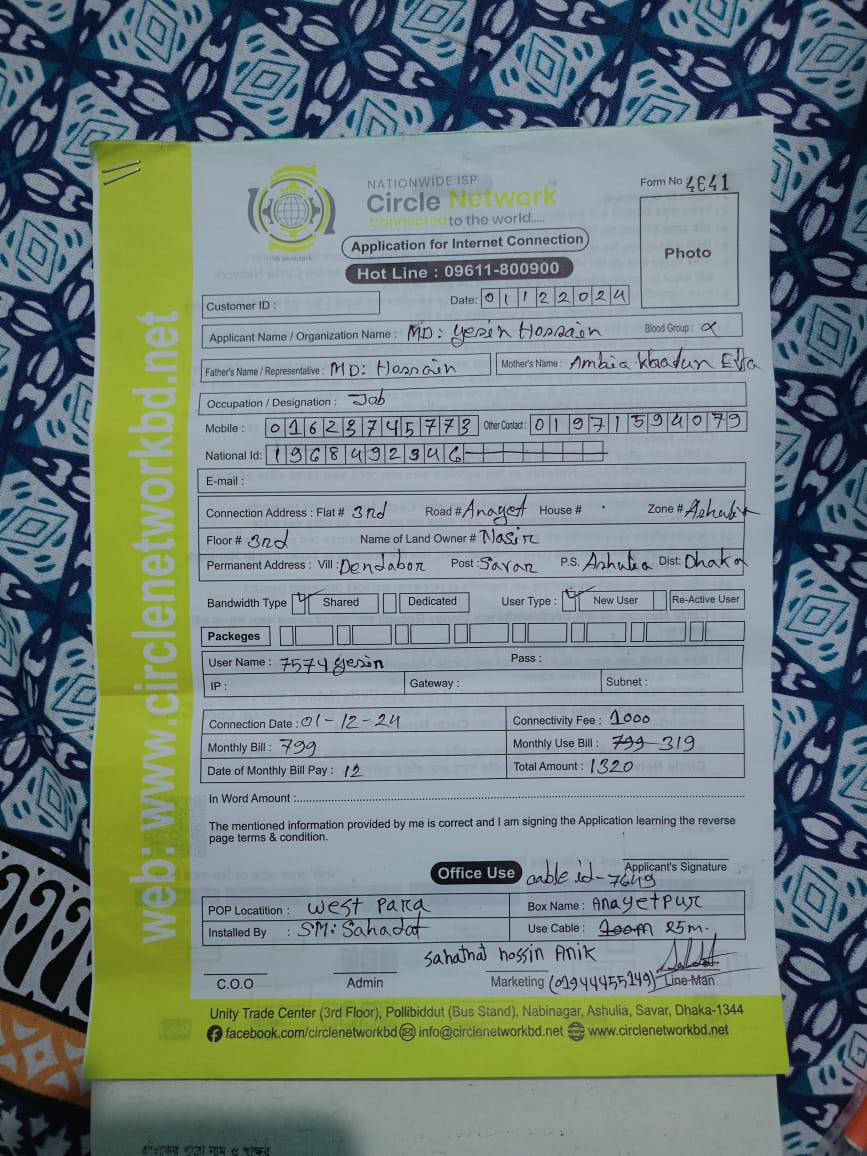 NATIONWIDE ISP
Circle Network
Connected to the world.....
Form No 4641
Application for Internet Connection
Hot Line : 09611-800900
Photo
Customer ID :
Date: 01122024
Applicant Name / Organization Name : MD: yesin Hossain Blood Group :
Father's Name / Representative : MD: Hossain Mother's Name : Ambia Khadun
Occupation / Designation : Job
Mobile : 01623745773 Other Contact : 01971594079
National Id: 1968492346
E-mail :
Connection Address : Flat # 3rd Road # Anayet House # Zone # Ashulia
Floor # 3rd Name of Land Owner # Nasir
Permanent Address : Vill : Dendabor Post : Savar P.S. Ashulia Dist: Dhaka
Bandwidth Type Shared Dedicated User Type : New User Re-Active User
Packeges
User Name : 7574 yesin Pass :
IP : Gateway : Subnet :
Connection Date : 01-12-24 Connectivity Fee : 1000
Monthly Bill : 799 Monthly Use Bill : 799 319
Date of Monthly Bill Pay : 12 Total Amount : 1320
In Word Amount :
The mentioned information provided by me is correct and I am signing the Application learning the reverse
page terms & condition.
Applicant's Signature
Office Use cable id-7649
POP Locatition : west para Box Name : Anayetpur
Installed By : SM: Sahadat Use Cable : 200m 25m.
Sahathat hossin Anik
C.O.O Admin Marketing (01944455249) Line Man
Unity Trade Center (3rd Floor), Pollibiddut (Bus Stand), Nabinagar, Ashulia, Savar, Dhaka-1344
facebook.com/circlenetworkbd info@circlenetworkbd.net www.circlenetworkbd.net
web: www.circlenetworkbd.net